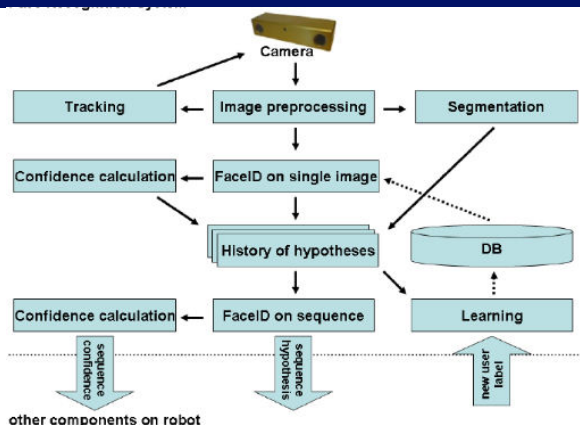 Camera
Tracking
Image preprocessing
Segmentation
Confidence calculation
FaceID on single image
History of hypotheses
DB
Confidence calculation
FaceID on sequence
Learning
sequence
confidence
sequence
hypothesis
new user
label
other components on robot